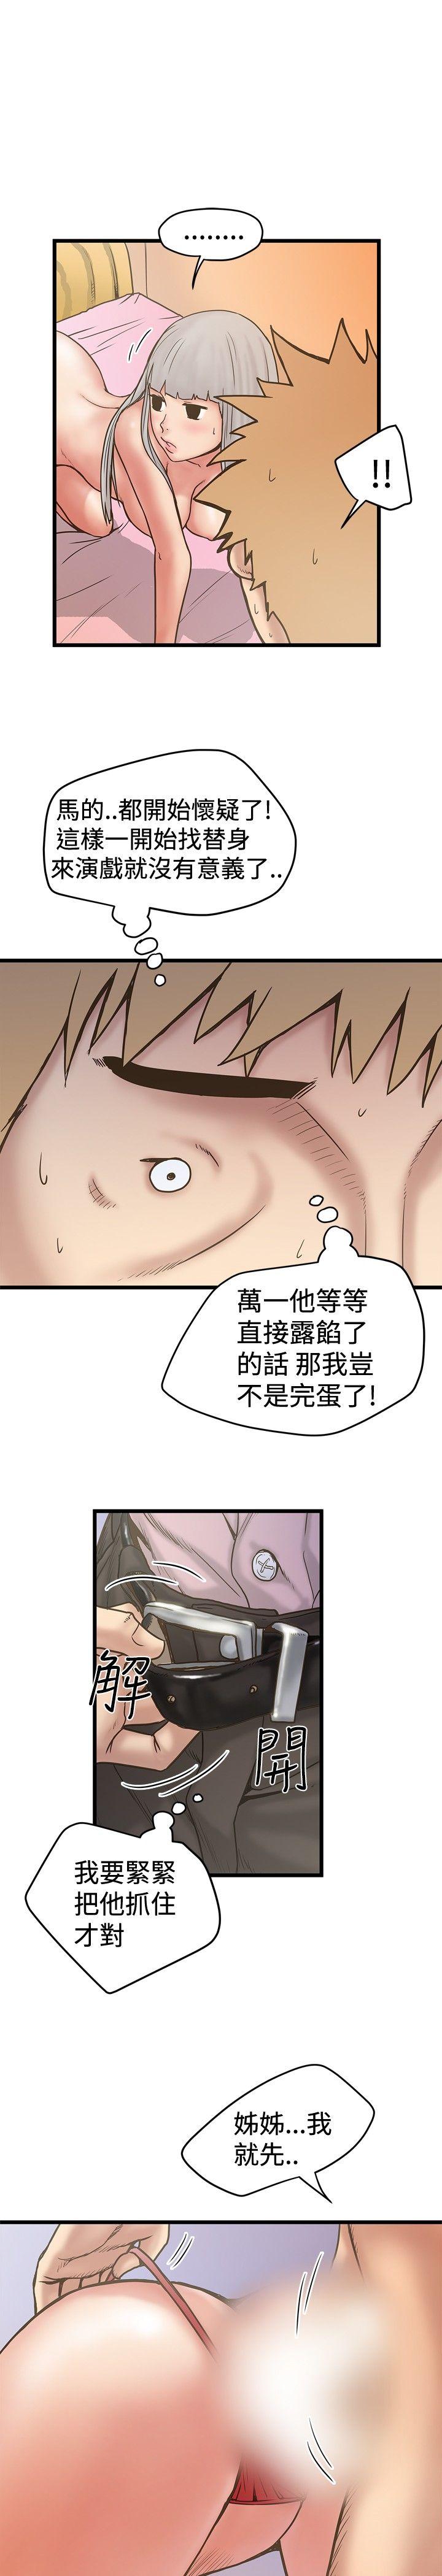 ........
!!
馬的..都開始懷疑了!
這樣一開始找替身
來演戲就沒有意義了..
萬一他等等
直接露餡了
的話 那我豈
不是完蛋了!
解
開
我要緊緊
把他抓住
才對
姊姊...我
就先..